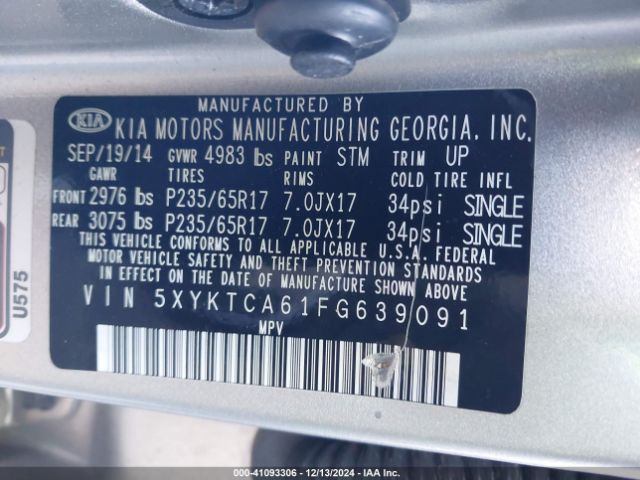 MANUFACTURED BY
KIA KIA MOTORS MANUFACTURING GEORGIA, INC.
SEP/19/14 GVWR 4983 lbs PAINT STM TRIM UP
GAWR TIRES RIMS COLD TIRE INFL
FRONT 2976 lbs P235/65R17 7.0JX17 34psi SINGLE
REAR 3075 lbs P235/65R17 7.0JX17 34psi SINGLE
THIS VEHICLE CONFORMS TO ALL APPLICABLE U.S.A. FEDERAL
MOTOR VEHICLE SAFETY AND THEFT PREVENTION STANDARDS
IN EFFECT ON THE DATE OF MANUFACTURE SHOWN ABOVE
VIN 5XYKTCA61FG639091
MPV
U575
000-41093306 - 12/13/2024 - IAA Inc.